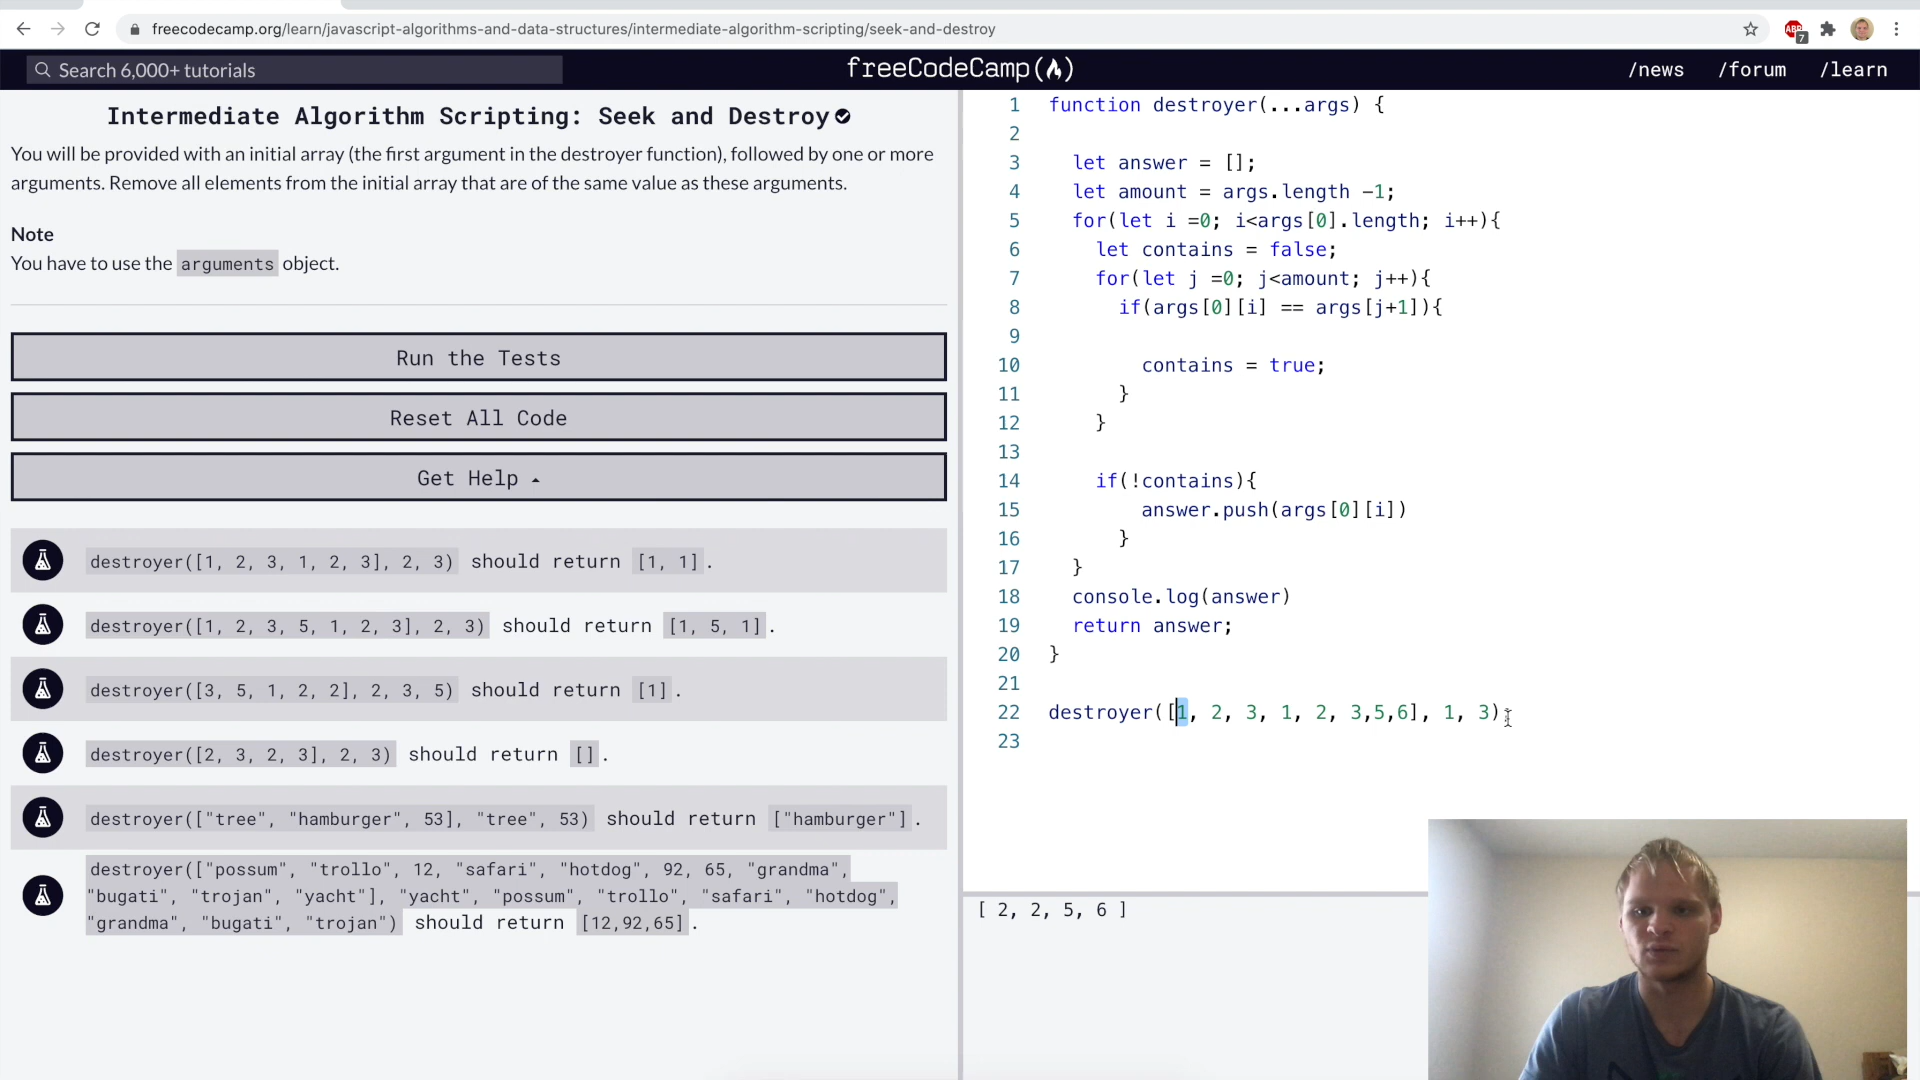 freecodecamp.org/learn/javascript-algorithms-and-data-structures/intermediate-algorithm-scripting/seek-and-destroy
7
Search 6,000+ tutorials
freeCodeCamp
/news
/forum
/learn
Intermediate Algorithm Scripting: Seek and Destroy
You will be provided with an initial array (the first argument in the destroyer function), followed by one or more
arguments. Remove all elements from the initial array that are of the same value as these arguments.
Note
You have to use the arguments object.
Run the Tests
Reset All Code
Get Help
destroyer([1, 2, 3, 1, 2, 3], 2, 3) should return [1, 1].
destroyer([1, 2, 3, 5, 1, 2, 3], 2, 3) should return [1, 5, 1].
destroyer([3, 5, 1, 2, 2], 2, 3, 5) should return [1].
destroyer([2, 3, 2, 3], 2, 3) should return [].
destroyer(["tree", "hamburger", 53], "tree", 53) should return ["hamburger"].
destroyer(["possum", "trollo", 12, "safari", "hotdog", 92, 65, "grandma",
"bugati", "trojan", "yacht"], "yacht", "possum", "trollo", "safari", "hotdog",
"grandma", "bugati", "trojan") should return [12,92,65].
1 function destroyer(...args) {
2
3 let answer = [];
4 let amount = args.length -1;
5 for(let i =0; i<args[0].length; i++){
6 let contains = false;
7 for(let j =0; j<amount; j++){
8 if(args[0][i] == args[j+1]){
9
10 contains = true;
11 }
12 }
13
14 if(!contains){
15 answer.push(args[0][i])
16 }
17 }
18 console.log(answer)
19 return answer;
20 }
21
22 destroyer([1, 2, 3, 1, 2, 3,5,6], 1, 3);
23
[ 2, 2, 5, 6 ]